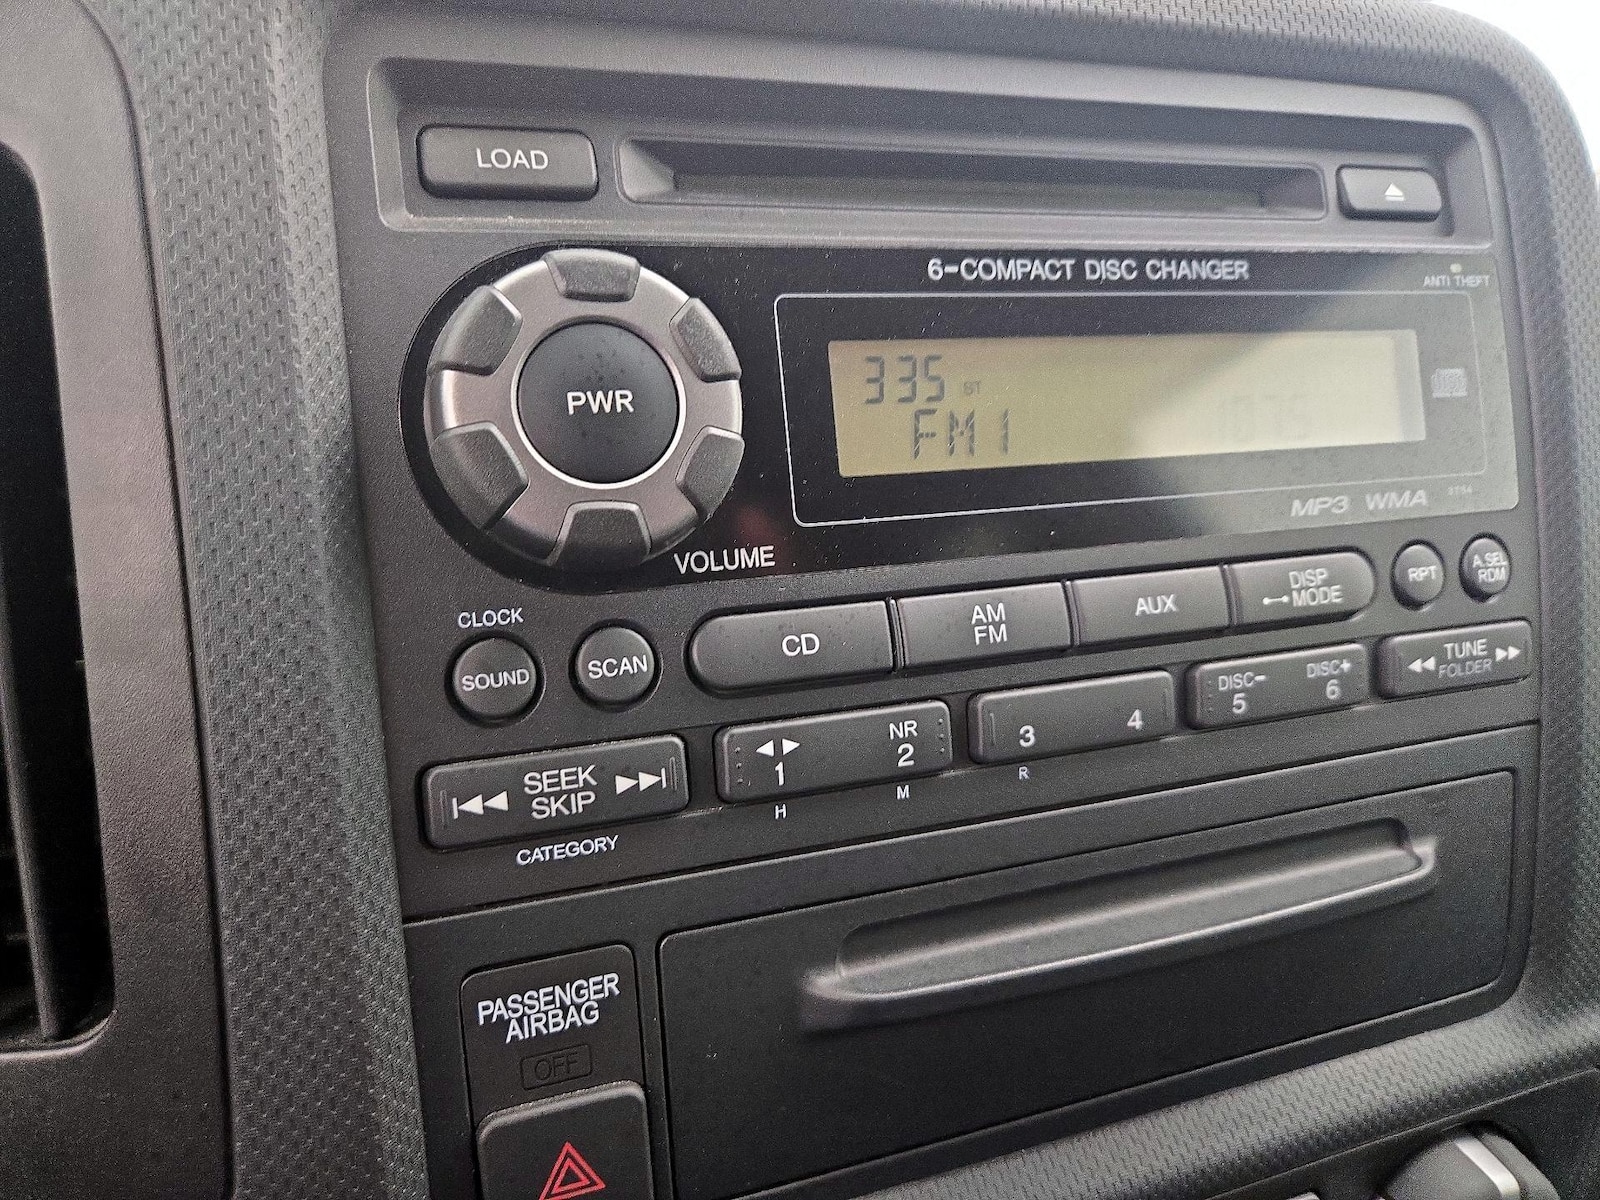 LOAD
6-COMPACT DISC CHANGER
ANTI THEFT
335 ST
FM1
PWR
MP3 WMA
VOLUME
CLOCK
SOUND
SCAN
CD
AM
FM
AUX
DISP
MODE
RPT
A.SEL
RDM
SEEK
SKIP
CATEGORY
1
H
NR
2
M
3
R
4
DISC-
5
DISC+
6
TUNE
FOLDER
PASSENGER
AIRBAG
OFF